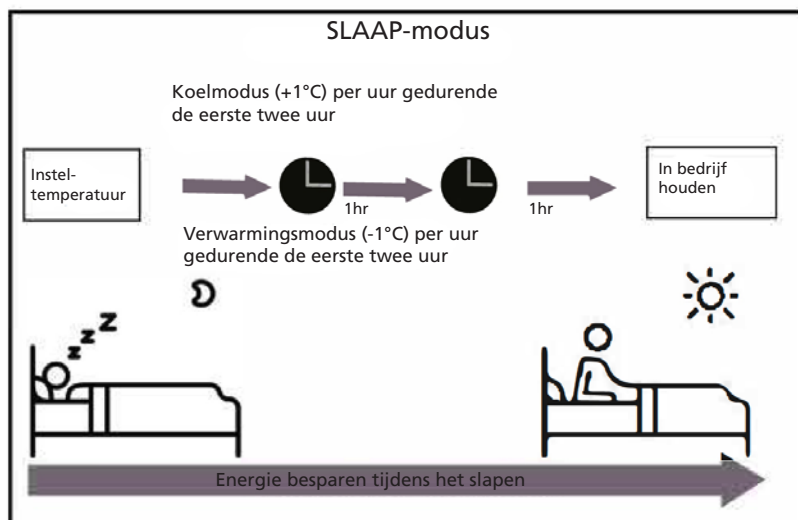 SLAAP-modus
Koelmodus (+1°C) per uur gedurende
de eerste twee uur
Instel-
temperatuur
1hr
1hr
In bedrijf
houden
Verwarmingsmodus (-1°C) per uur
gedurende de eerste twee uur
z z z
Energie besparen tijdens het slapen